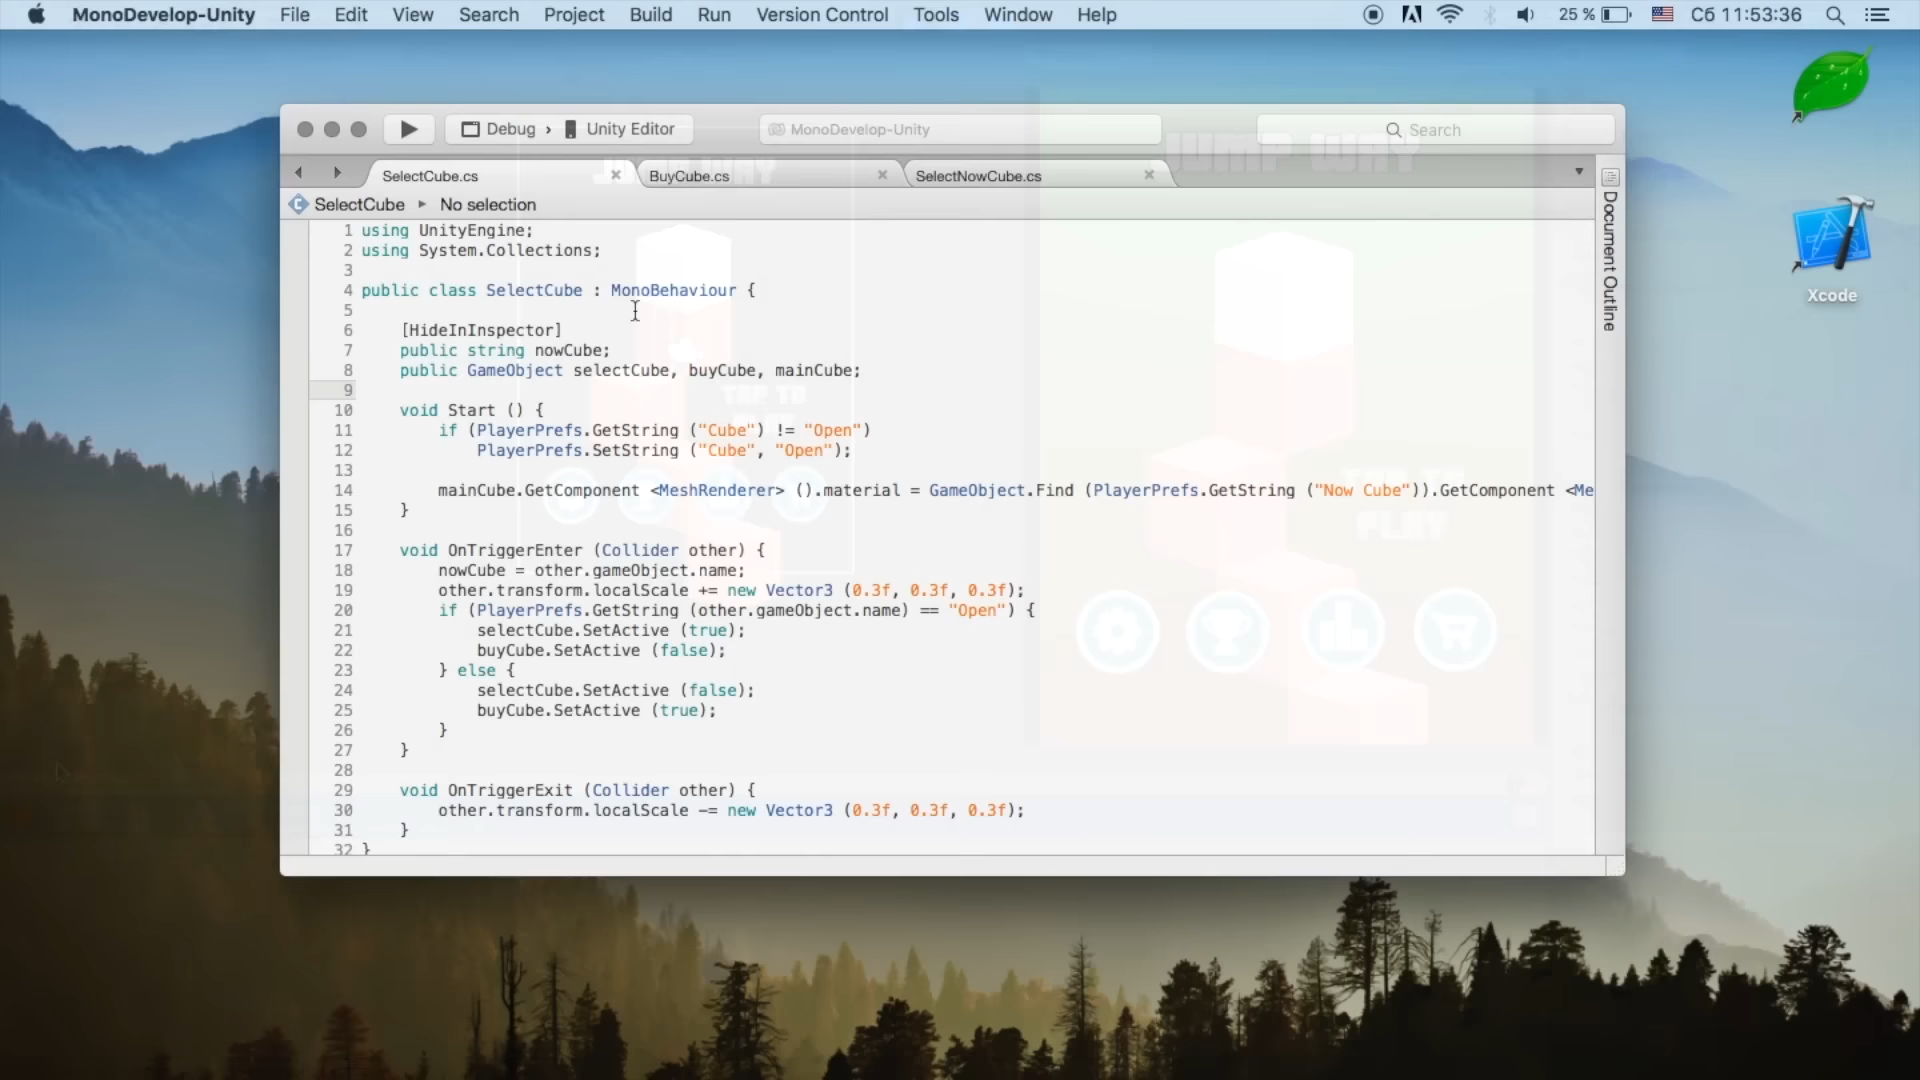 MonoDevelop-Unity File Edit View Search Project Build Run Version Control Tools Window Help 25 % Сб 11:53:36
Debug › Unity Editor MonoDevelop-Unity Search
JUMP WAY
SelectCube.cs BuyCube.cs SelectNowCube.cs
SelectCube No selection
Document Outline
Xcode
1 using UnityEngine;
2 using System.Collections;
3
4 public class SelectCube : MonoBehaviour {
5
6 [HideInInspector]
7 public string nowCube;
8 public GameObject selectCube, buyCube, mainCube;
9
10 void Start () {
11 if (PlayerPrefs.GetString ("Cube") != "Open")
12 PlayerPrefs.SetString ("Cube", "Open");
13
14 mainCube.GetComponent <MeshRenderer> ().material = GameObject.Find (PlayerPrefs.GetString ("Now Cube")).GetComponent <Me
15 }
16
17 void OnTriggerEnter (Collider other) {
18 nowCube = other.gameObject.name;
19 other.transform.localScale += new Vector3 (0.3f, 0.3f, 0.3f);
20 if (PlayerPrefs.GetString (other.gameObject.name) == "Open") {
21 selectCube.SetActive (true);
22 buyCube.SetActive (false);
23 } else {
24 selectCube.SetActive (false);
25 buyCube.SetActive (true);
26 }
27 }
28
29 void OnTriggerExit (Collider other) {
30 other.transform.localScale -= new Vector3 (0.3f, 0.3f, 0.3f);
31 }
32 }
TAP TO
TAP TO
PLAY